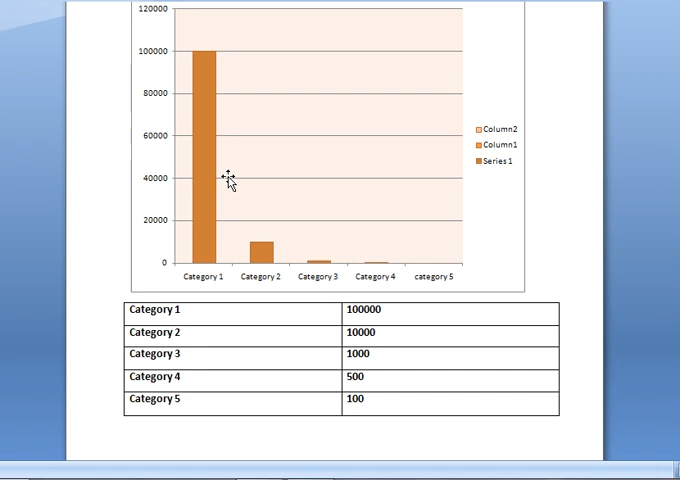 120000
100000
80000
60000
40000
20000
0
Column2
Column1
Series 1
Category 1 Category 2 Category 3 Category 4 category 5
Category 1 100000
Category 2 10000
Category 3 1000
Category 4 500
Category 5 100